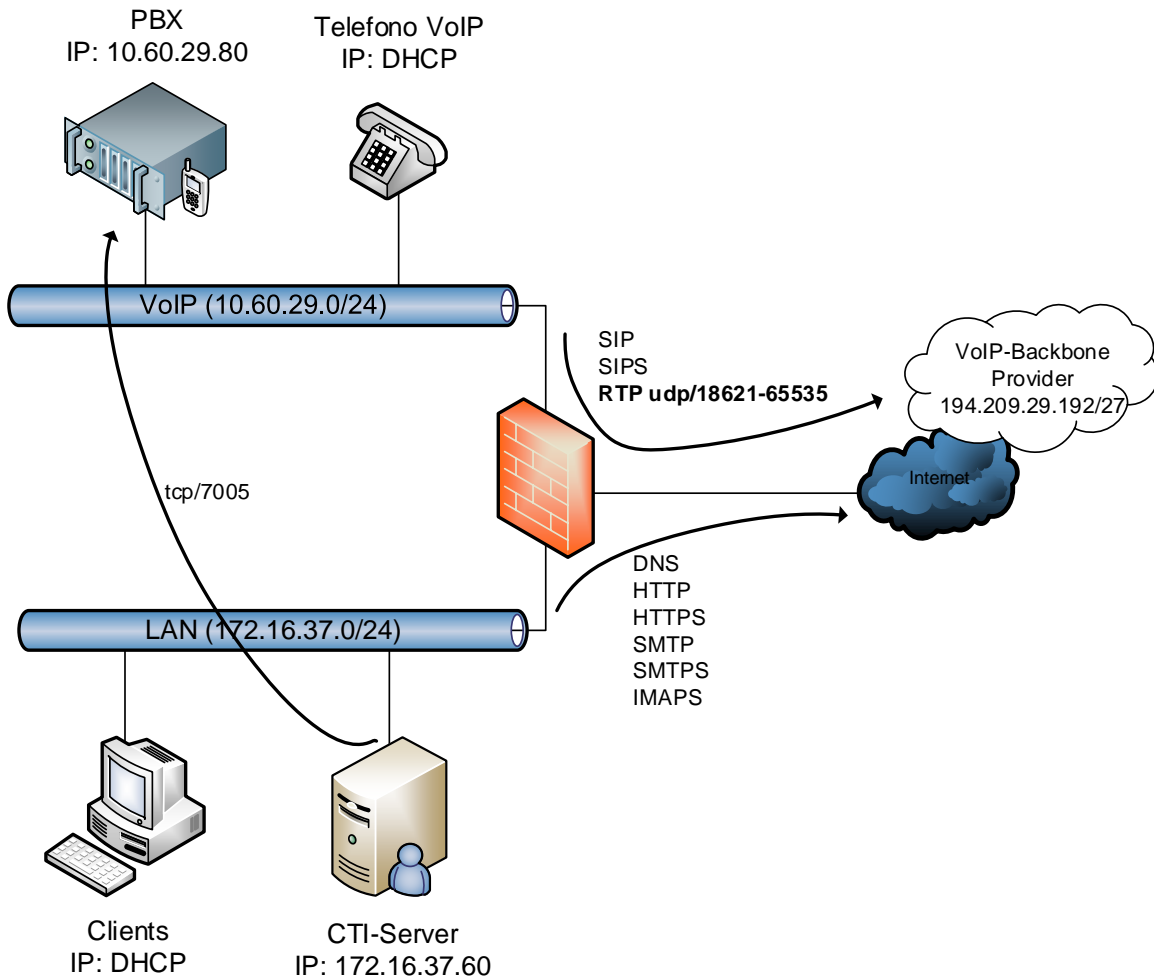 PBX
IP: 10.60.29.80
Telefono VoIP
IP: DHCP
VoIP (10.60.29.0/24)
SIP
SIPS
RTP udp/18621-65535
VoIP-Backbone
Provider
194.209.29.192/27
Internet
tcp/7005
DNS
HTTP
HTTPS
SMTP
SMTPS
IMAPS
LAN (172.16.37.0/24)
Clients
IP: DHCP
CTI-Server
IP: 172.16.37.60